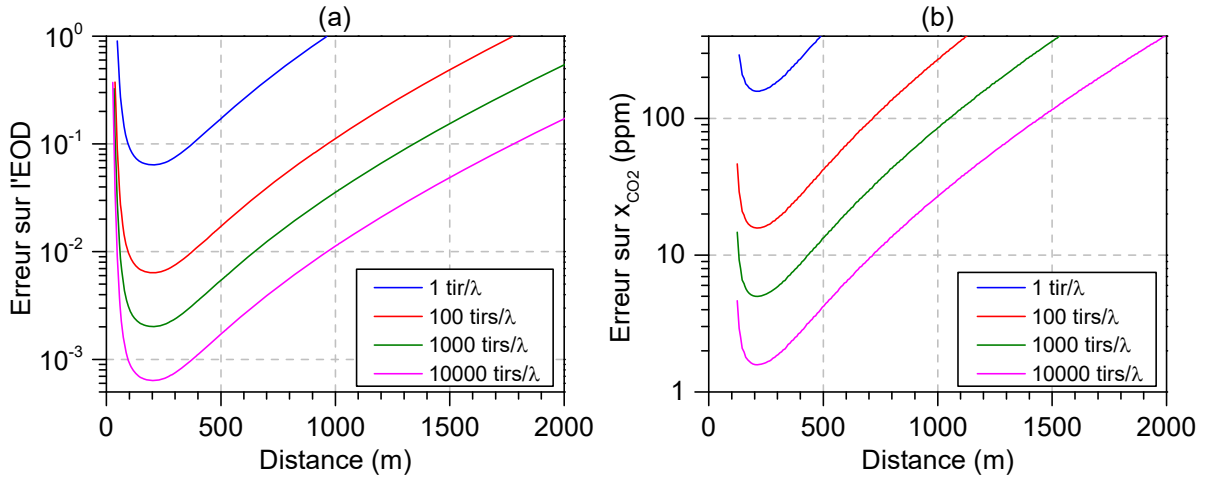 (a)
10⁰
10⁻¹
10⁻²
10⁻³
Erreur sur l'EOD
1 tir/λ
100 tirs/λ
1000 tirs/λ
10000 tirs/λ
0 500 1000 1500 2000
Distance (m)
(b)
100
10
1
Erreur sur x_CO2 (ppm)
1 tir/λ
100 tirs/λ
1000 tirs/λ
10000 tirs/λ
0 500 1000 1500 2000
Distance (m)